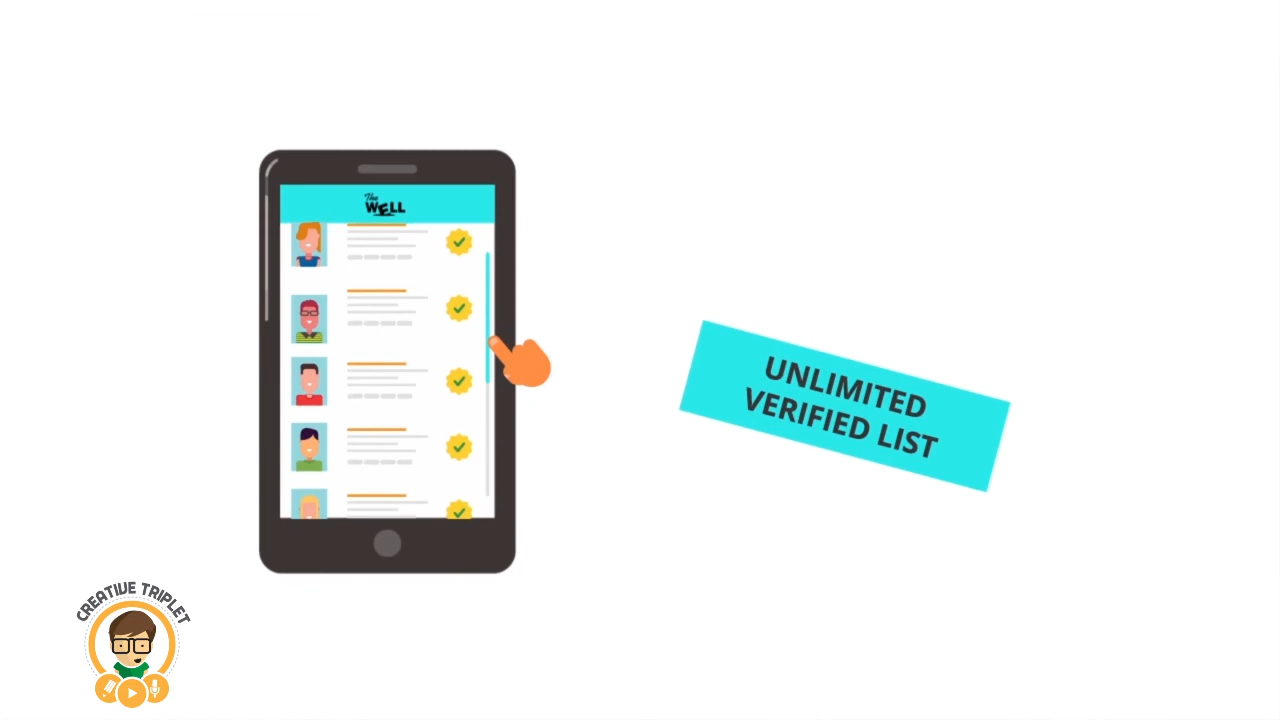 The
WELL
UNLIMITED
VERIFIED LIST
CREATIVE TRIPLET